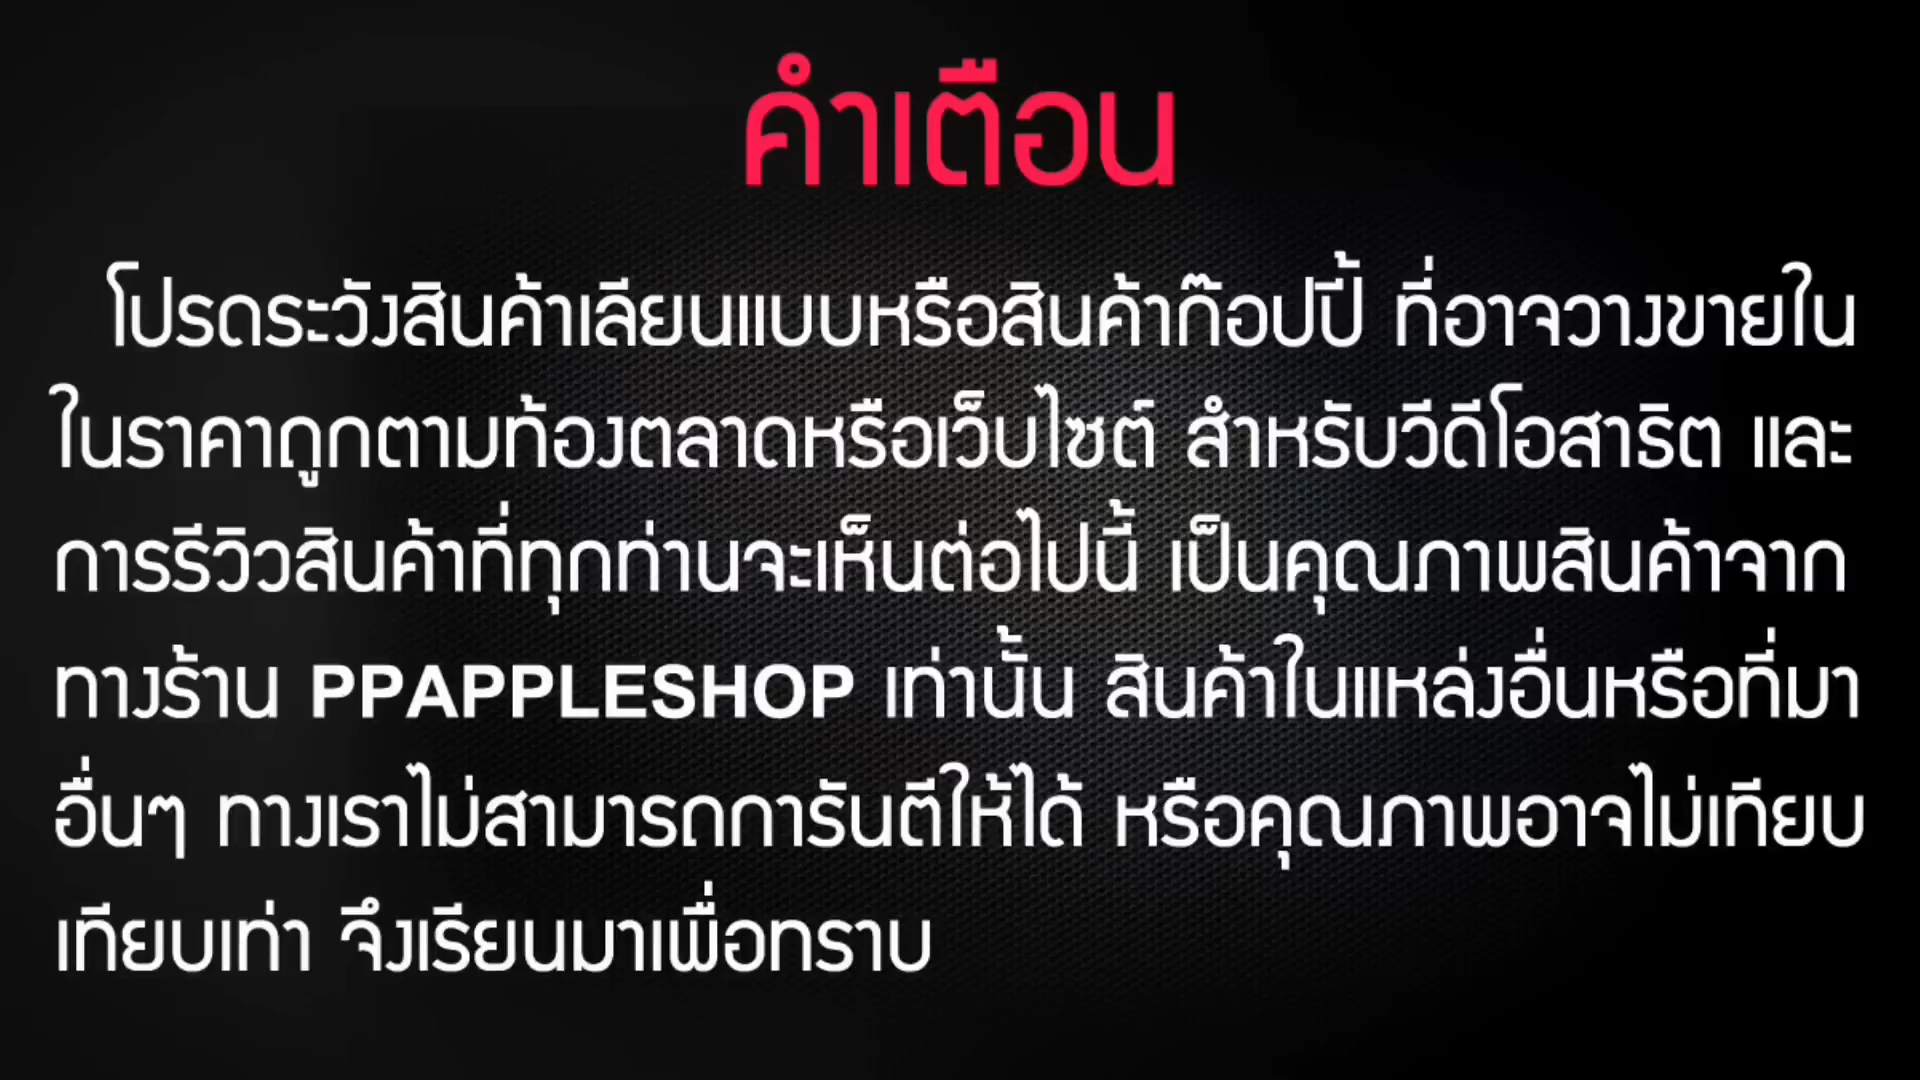 คำเตือน
โปรดระวังสินค้าเลียนแบบหรือสินค้าก๊อปปี้ ที่อาจวางขายใน
ในราคาถูกตามท้องตลาดหรือเว็บไซต์ สำหรับวีดีโอสาธิต และ
การรีวิวสินค้าที่ทุกท่านจะเห็นต่อไปนี้ เป็นคุณภาพสินค้าจาก
ทางร้าน PPAPPLESHOP เท่านั้น สินค้าในแหล่งอื่นหรือที่มา
อื่นๆ ทางเราไม่สามารถการันตีให้ได้ หรือคุณภาพอาจไม่เทียบ
เทียบเท่า จึงเรียนมาเพื่อทราบ